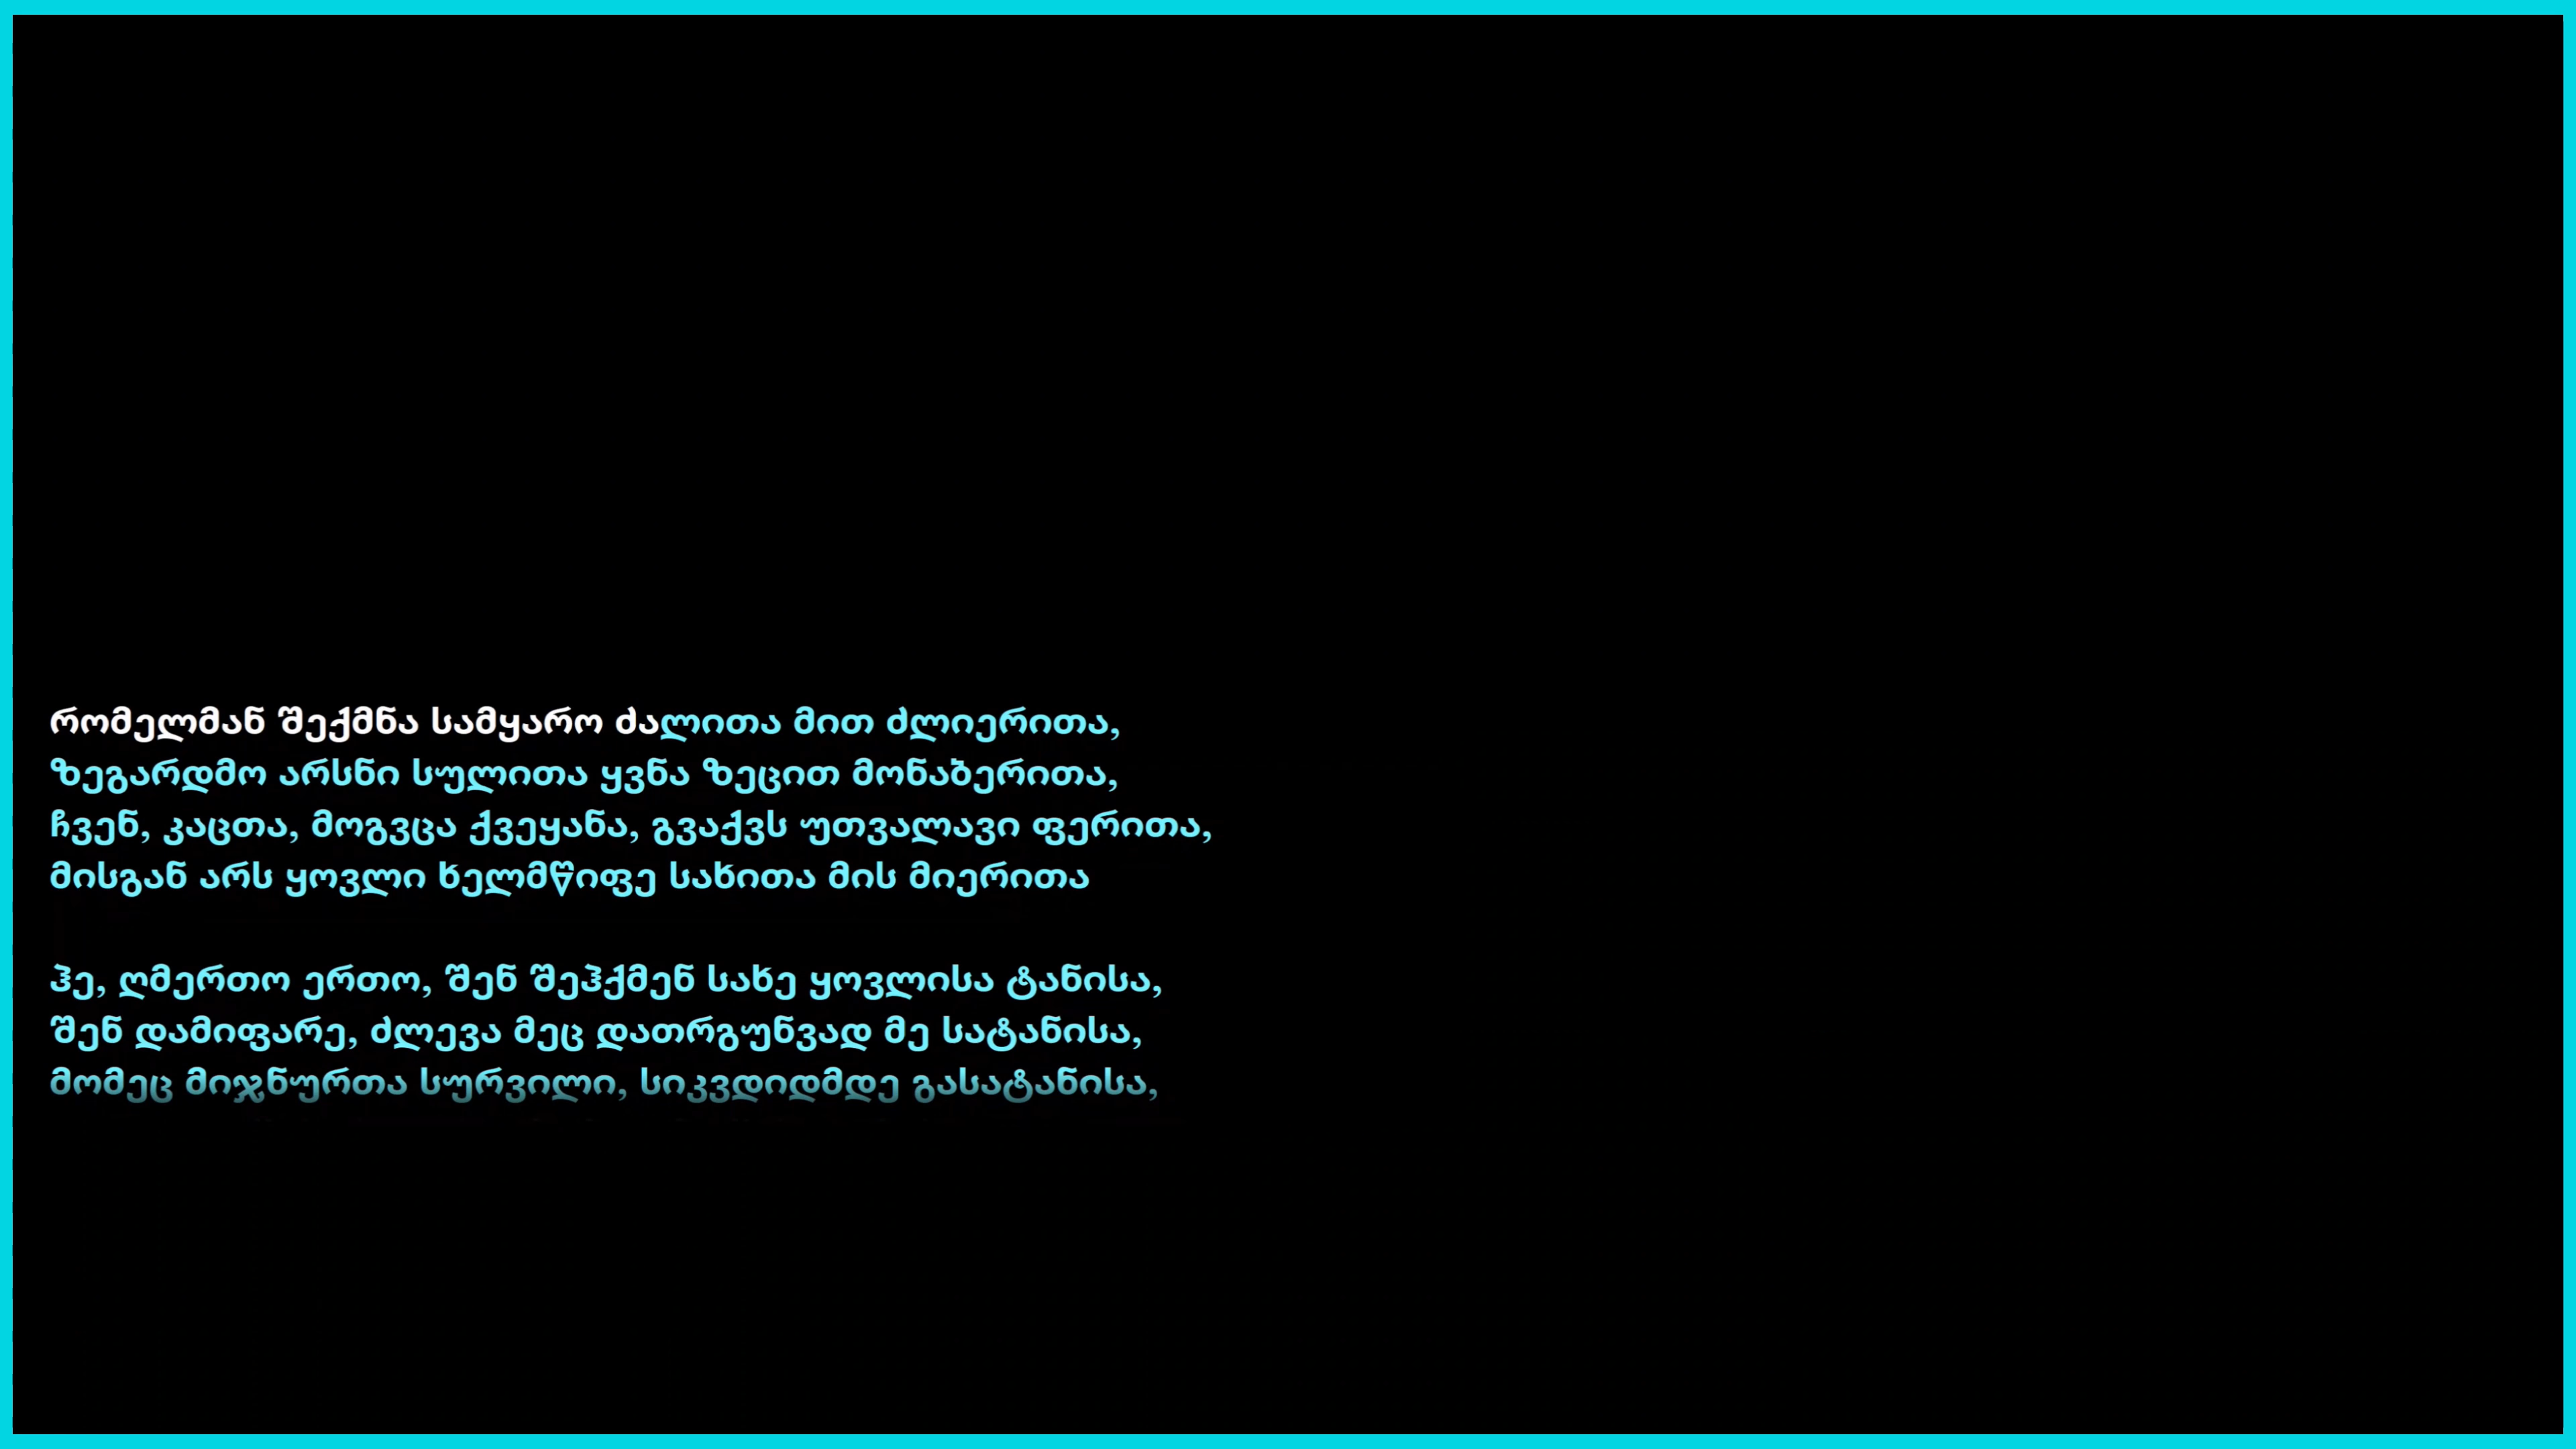 რომელმან შექმნა სამყარო ძალითა მით ძლიერითა,
ზეგარდმო არსნი სულითა ყვნა ზეცით მონაბერითა,
ჩვენ, კაცთა, მოგვცა ქვეყანა, გვაქვს უთვალავი ფერითა,
მისგან არს ყოვლი ხელმწიფე სახითა მის მიერითა
ჰე, ღმერთო ერთო, შენ შეჰქმენ სახე ყოვლისა ტანისა,
შენ დამიფარე, ძლევა მეც დათრგუნვად მე სატანისა,
მომეც მიჯნურთა სურვილი, სიკვდიდმდე გასატანისა,